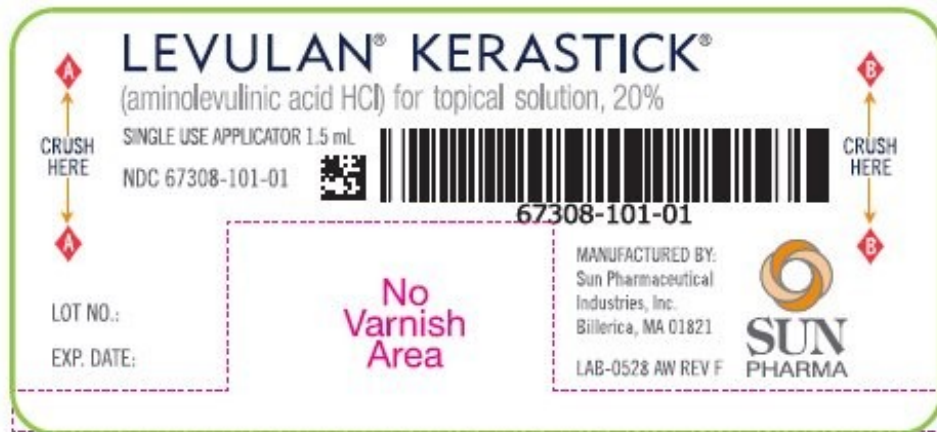 LEVULAN® KERASTICK®
(aminolevulinic acid HCl) for topical solution, 20%
SINGLE USE APPLICATOR 1.5 mL
NDC 67308-101-01
67308-101-01
A
CRUSH
HERE
A
B
CRUSH
HERE
B
LOT NO.:
EXP. DATE:
No
Varnish
Area
MANUFACTURED BY:
Sun Pharmaceutical
Industries, Inc.
Billerica, MA 01821
LAB-0528 AW REV F
SUN
PHARMA